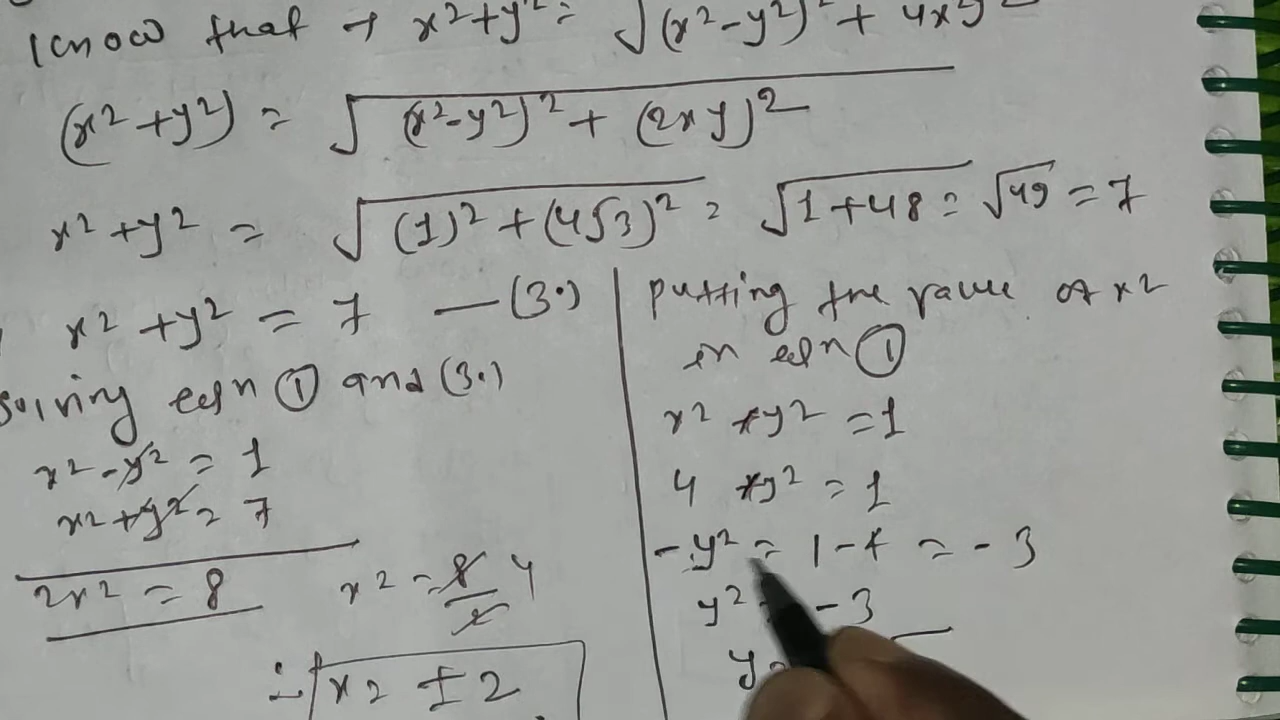 know that → x²+y² = √(x²-y²)² + 4x²y²
(x²+y²) = √(x²-y²)² + (2xy)²
x²+y² = √(1)²+(4√3)² = √1+48 = √49 = 7
x²+y² = 7 —(3.)
solving eqn ① and (3.)
x²-y² = 1
x²+y² = 7
2x² = 8 x² = 8/2 4
∴ x = ±2
putting the value of x²
in eqn ①
x² +y² = 1
4 +y² = 1
-y² = 1-4 = -3
y² = -3